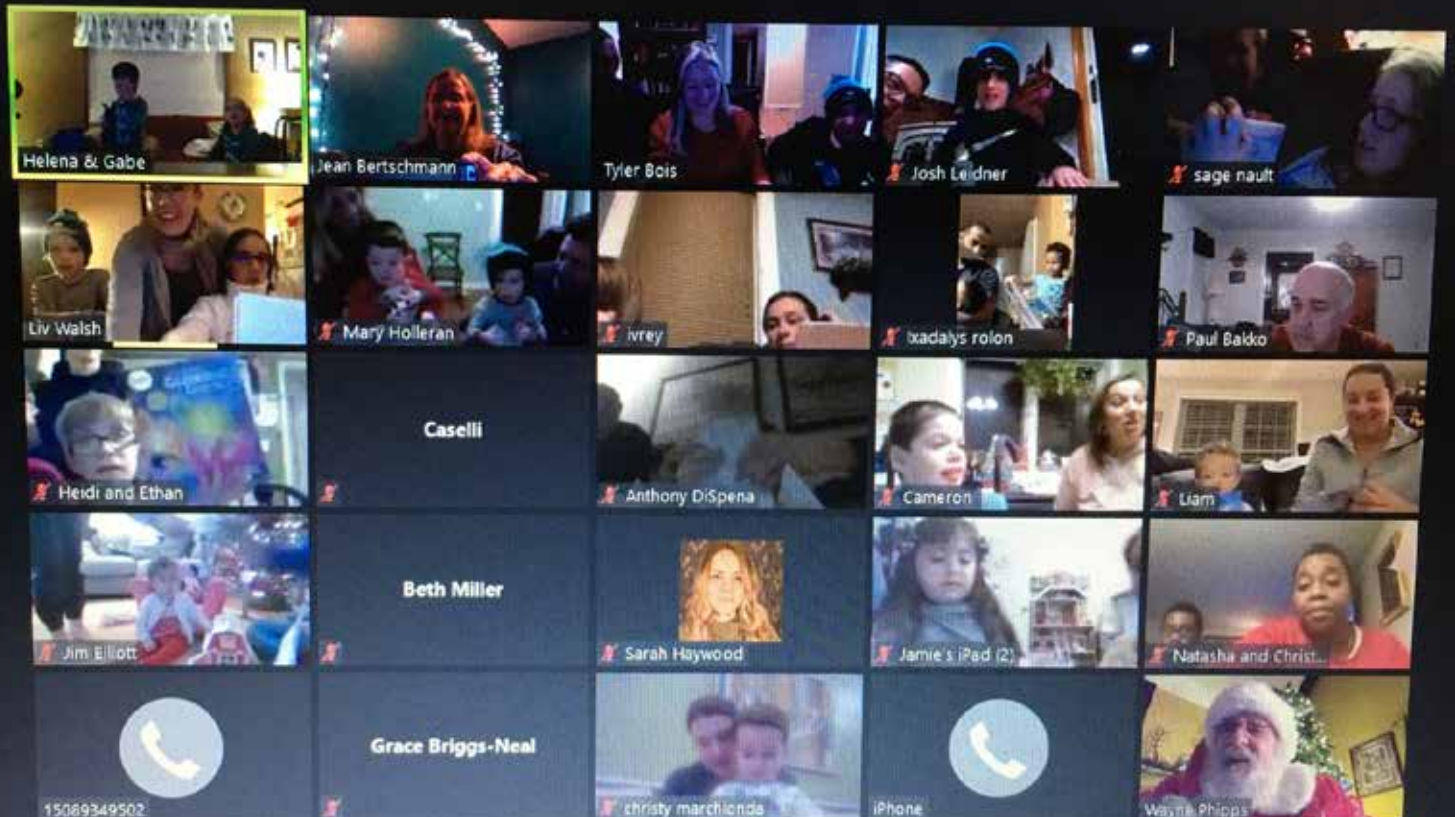 Helena & Gabe
Jean Bertschmann
Tyler Bois
Josh Leidner
sage nault
Liv Walsh
Mary Holleran
ivrey
Ixadalys rolon
Paul Bakko
Heidi and Ethan
Caselli
Anthony DiSpena
Cameron
Liam
Jim Elliott
Beth Miller
Sarah Haywood
Jamie's iPad (2)
Natasha and Christ...
15089349502
Grace Briggs-Neal
christy marchionda
iPhone
Wayne Phipps